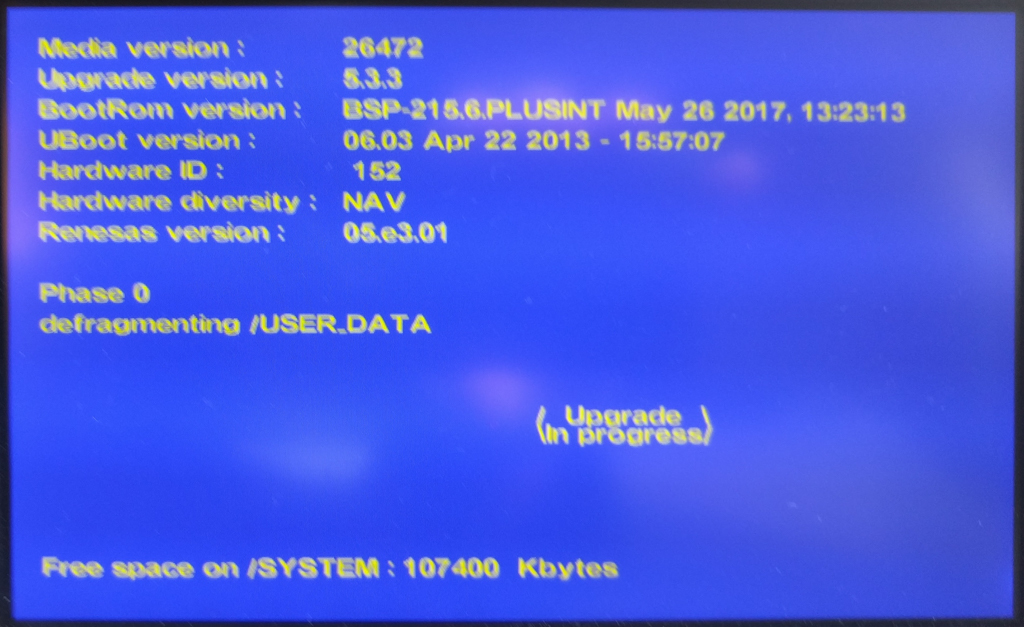 Media version : 26472
Upgrade version : 5.3.3
BootRom version : BSP-215.6.PLUSINT May 26 2017, 13:23:13
UBoot version : 06.03 Apr 22 2013 - 15:57:07
Hardware ID : 152
Hardware diversity : NAV
Renesas version : 05.e3.01
Phase 0
defragmenting /USER_DATA
Upgrade
In progress
Free space on /SYSTEM : 107400 Kbytes